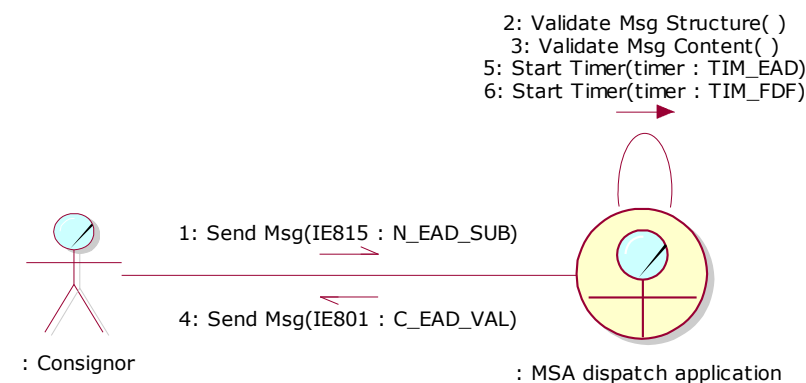 2: Validate Msg Structure( )
3: Validate Msg Content( )
5: Start Timer(timer : TIM_EAD)
6: Start Timer(timer : TIM_FDF)
1: Send Msg(IE815 : N_EAD_SUB)
4: Send Msg(IE801 : C_EAD_VAL)
: Consignor
: MSA dispatch application